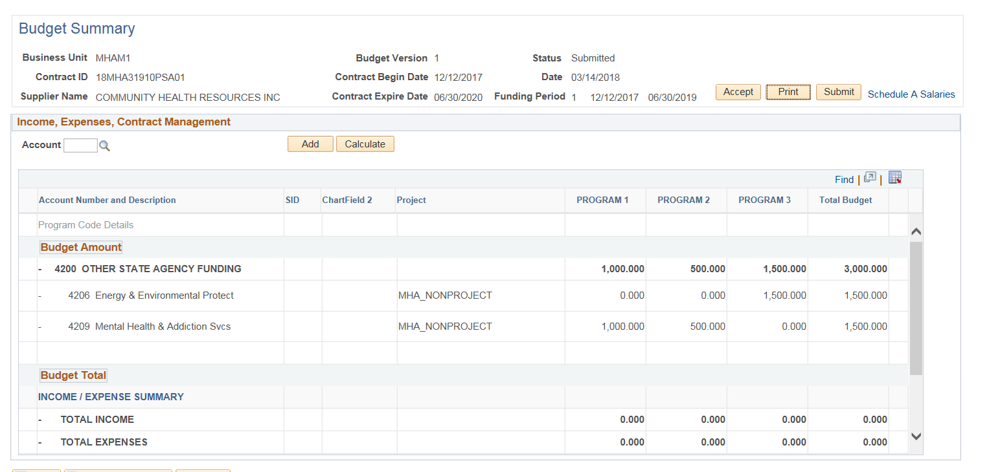 Budget Summary
Business Unit MHAM1 Budget Version 1 Status Submitted
Contract ID 18MHA31910PSA01 Contract Begin Date 12/12/2017 Date 03/14/2018
Supplier Name COMMUNITY HEALTH RESOURCES INC Contract Expire Date 06/30/2020 Funding Period 1 12/12/2017 06/30/2019 Accept Print Submit Schedule A Salaries
Income, Expenses, Contract Management
Account Add Calculate
Find | |
Account Number and Description SID ChartField 2 Project PROGRAM 1 PROGRAM 2 PROGRAM 3 Total Budget
Program Code Details
Budget Amount
- 4200 OTHER STATE AGENCY FUNDING 1,000.000 500.000 1,500.000 3,000.000
- 4206 Energy & Environmental Protect MHA_NONPROJECT 0.000 0.000 1,500.000 1,500.000
- 4209 Mental Health & Addiction Svcs MHA_NONPROJECT 1,000.000 500.000 0.000 1,500.000
Budget Total
INCOME / EXPENSE SUMMARY
- TOTAL INCOME 0.000 0.000 0.000 0.000
- TOTAL EXPENSES 0.000 0.000 0.000 0.000